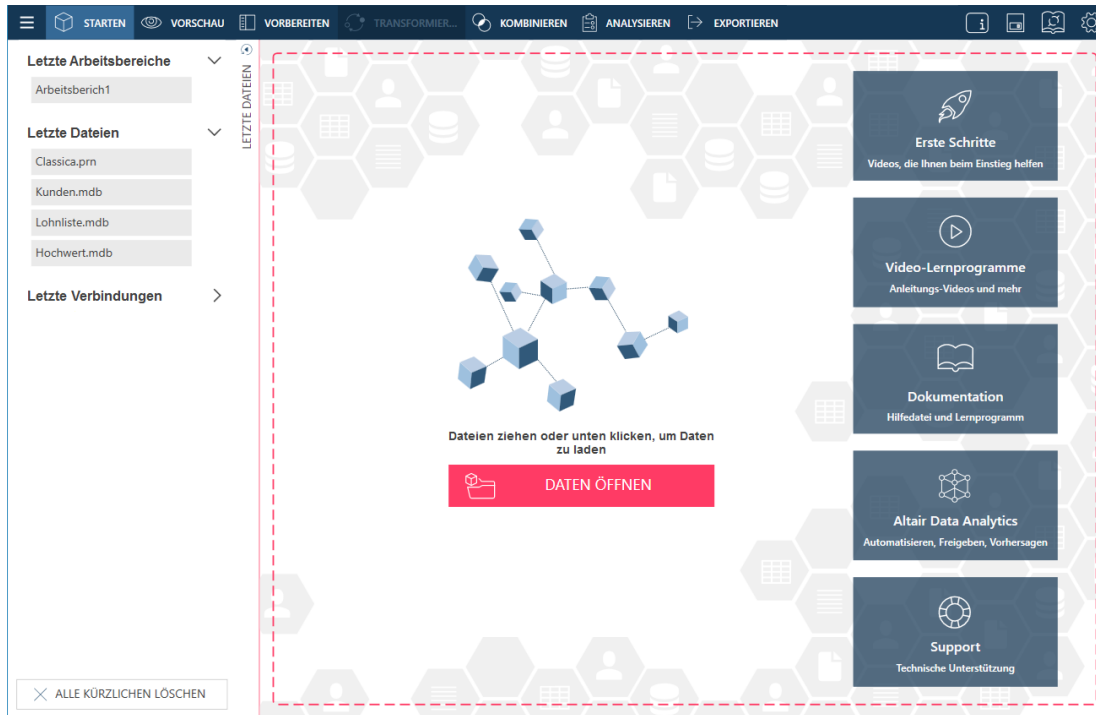 STARTEN
VORSCHAU
VORBEREITEN
TRANSFORMIER...
KOMBINIEREN
ANALYSIEREN
EXPORTIEREN
Letzte Arbeitsbereiche
Arbeitsberich1
Letzte Dateien
Classica.prn
Kunden.mdb
Lohnliste.mdb
Hochwert.mdb
Letzte Verbindungen
ALLE KÜRZLICHEN LÖSCHEN
LETZTE DATEIEN
Dateien ziehen oder unten klicken, um Daten
zu laden
DATEN ÖFFNEN
Erste Schritte
Videos, die Ihnen beim Einstieg helfen
Video-Lernprogramme
Anleitungs-Videos und mehr
Dokumentation
Hilfedatei und Lernprogramm
Altair Data Analytics
Automatisieren, Freigeben, Vorhersagen
Support
Technische Unterstützung